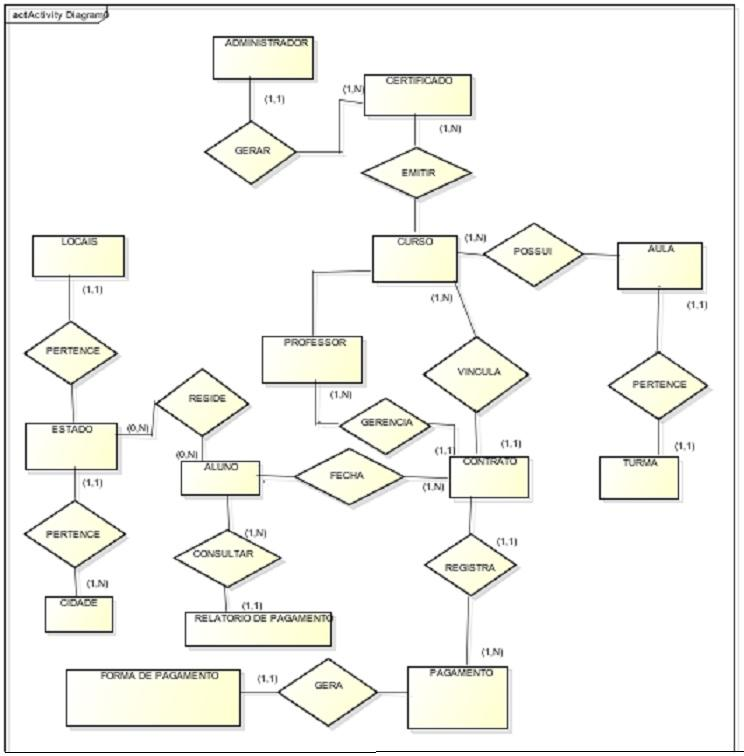 actActivity Diagram0
ADMINISTRADOR
CERTIFICADO
(1,1)
(1,N)
(1,N)
GERAR
EMITIR
LOCAIS
CURSO
(1,N)
POSSUI
AULA
(1,1)
(1,N)
(1,1)
PERTENCE
PROFESSOR
VINCULA
PERTENCE
RESIDE
(1,N)
ESTADO
(0,N)
GERENCIA
(0,N)
(1,1)
(1,1)
(1,1)
ALUNO
CONTRATO
TURMA
(1,1)
FECHA
(1,N)
PERTENCE
(1,N)
CONSULTAR
(1,1)
REGISTRA
(1,N)
CIDADE
(1,1)
RELATORIO DE PAGAMENTO
(1,N)
FORMA DE PAGAMENTO
(1,1)
GERA
PAGAMENTO